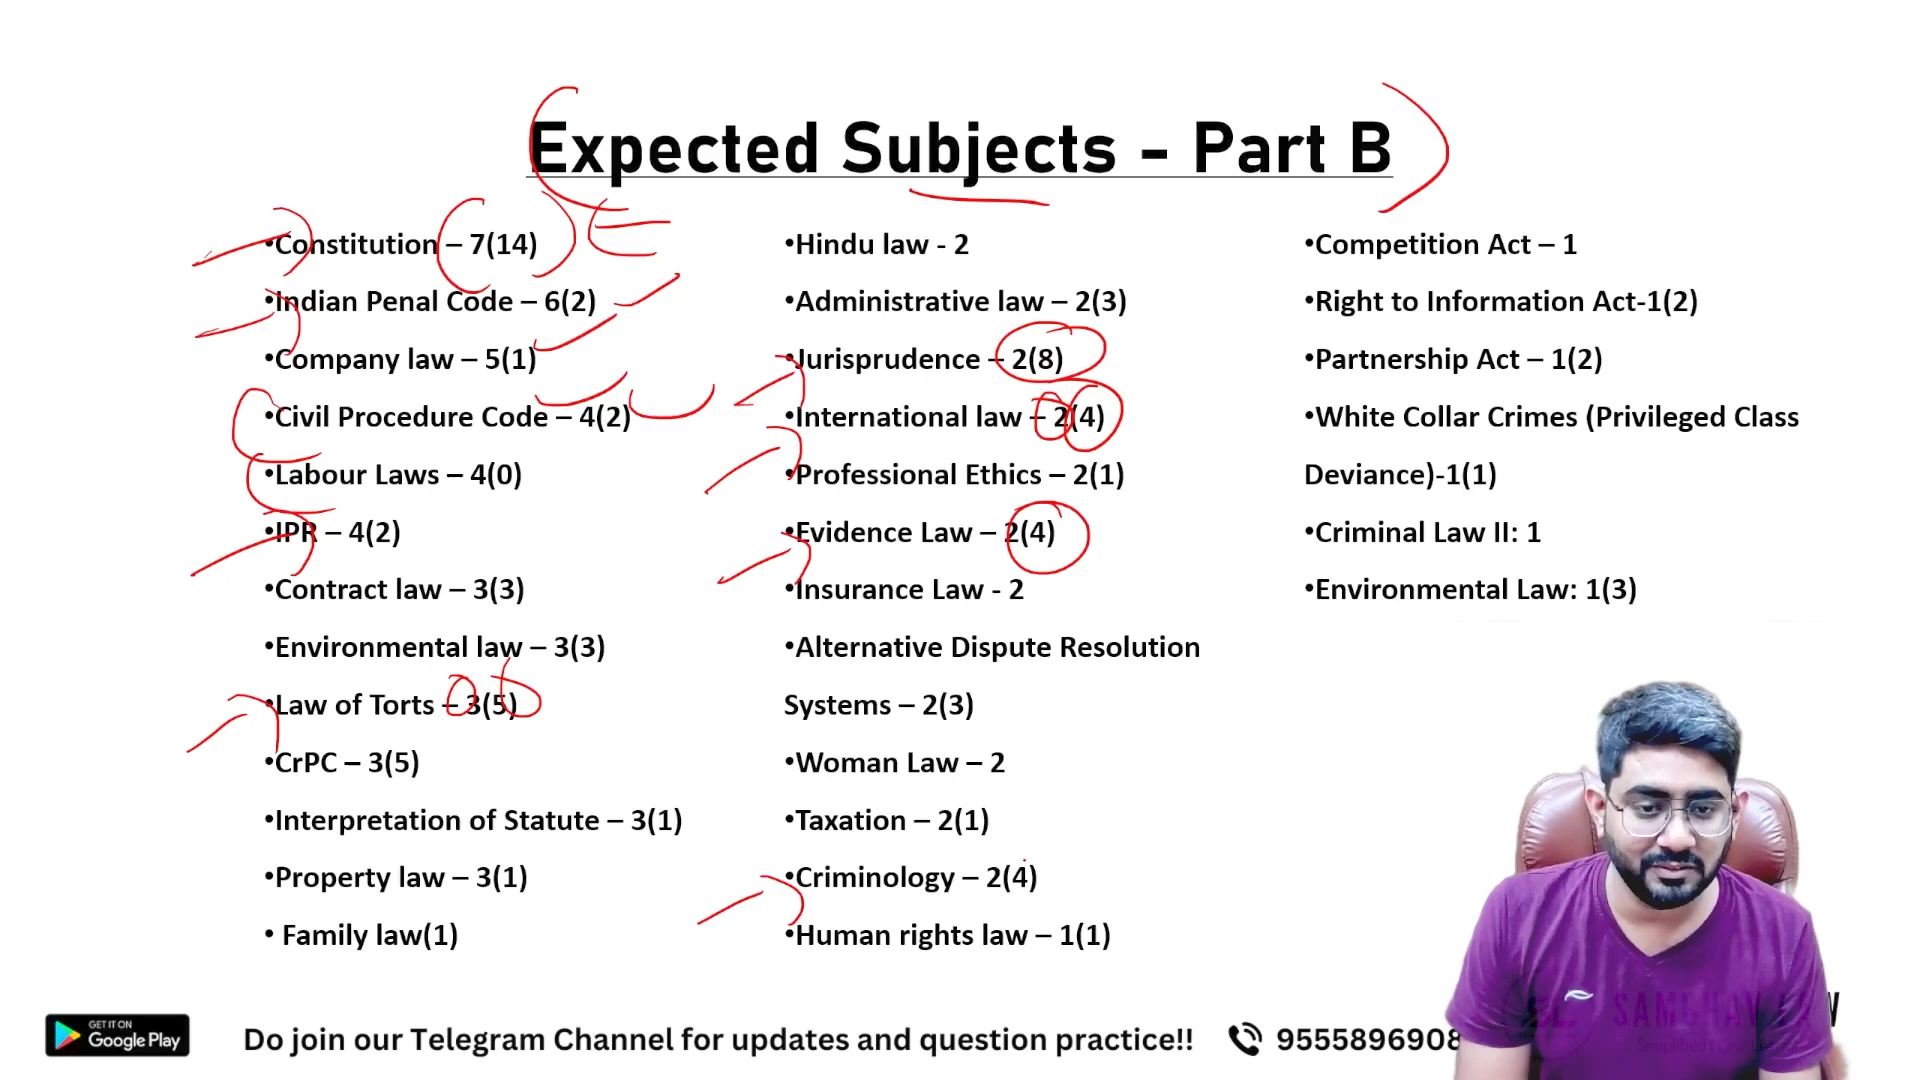 Expected Subjects - Part B
•Constitution – 7(14)
•Indian Penal Code – 6(2)
•Company law – 5(1)
•Civil Procedure Code – 4(2)
•Labour Laws – 4(0)
•IPR – 4(2)
•Contract law – 3(3)
•Environmental law – 3(3)
•Law of Torts – 3(5)
•CrPC – 3(5)
•Interpretation of Statute – 3(1)
•Property law – 3(1)
• Family law(1)
•Hindu law - 2
•Administrative law – 2(3)
•Jurisprudence – 2(8)
•International law – 2(4)
•Professional Ethics – 2(1)
•Evidence Law – 2(4)
•Insurance Law - 2
•Alternative Dispute Resolution
Systems – 2(3)
•Woman Law – 2
•Taxation – 2(1)
•Criminology – 2(4)
•Human rights law – 1(1)
•Competition Act – 1
•Right to Information Act-1(2)
•Partnership Act – 1(2)
•White Collar Crimes (Privileged Class
Deviance)-1(1)
•Criminal Law II: 1
•Environmental Law: 1(3)
GET IT ON
Google Play
Do join our Telegram Channel for updates and question practice!!
9555896908